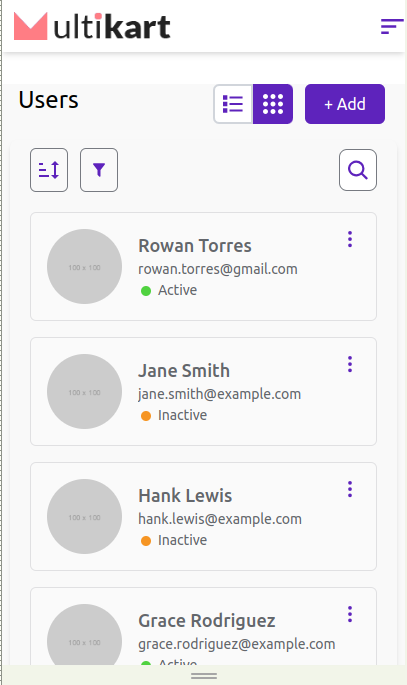 Multikart
Users
+ Add
100 x 100
Rowan Torres
rowan.torres@gmail.com
Active
100 x 100
Jane Smith
jane.smith@example.com
Inactive
100 x 100
Hank Lewis
hank.lewis@example.com
Inactive
100 x 100
Grace Rodriguez
grace.rodriguez@example.com
Active